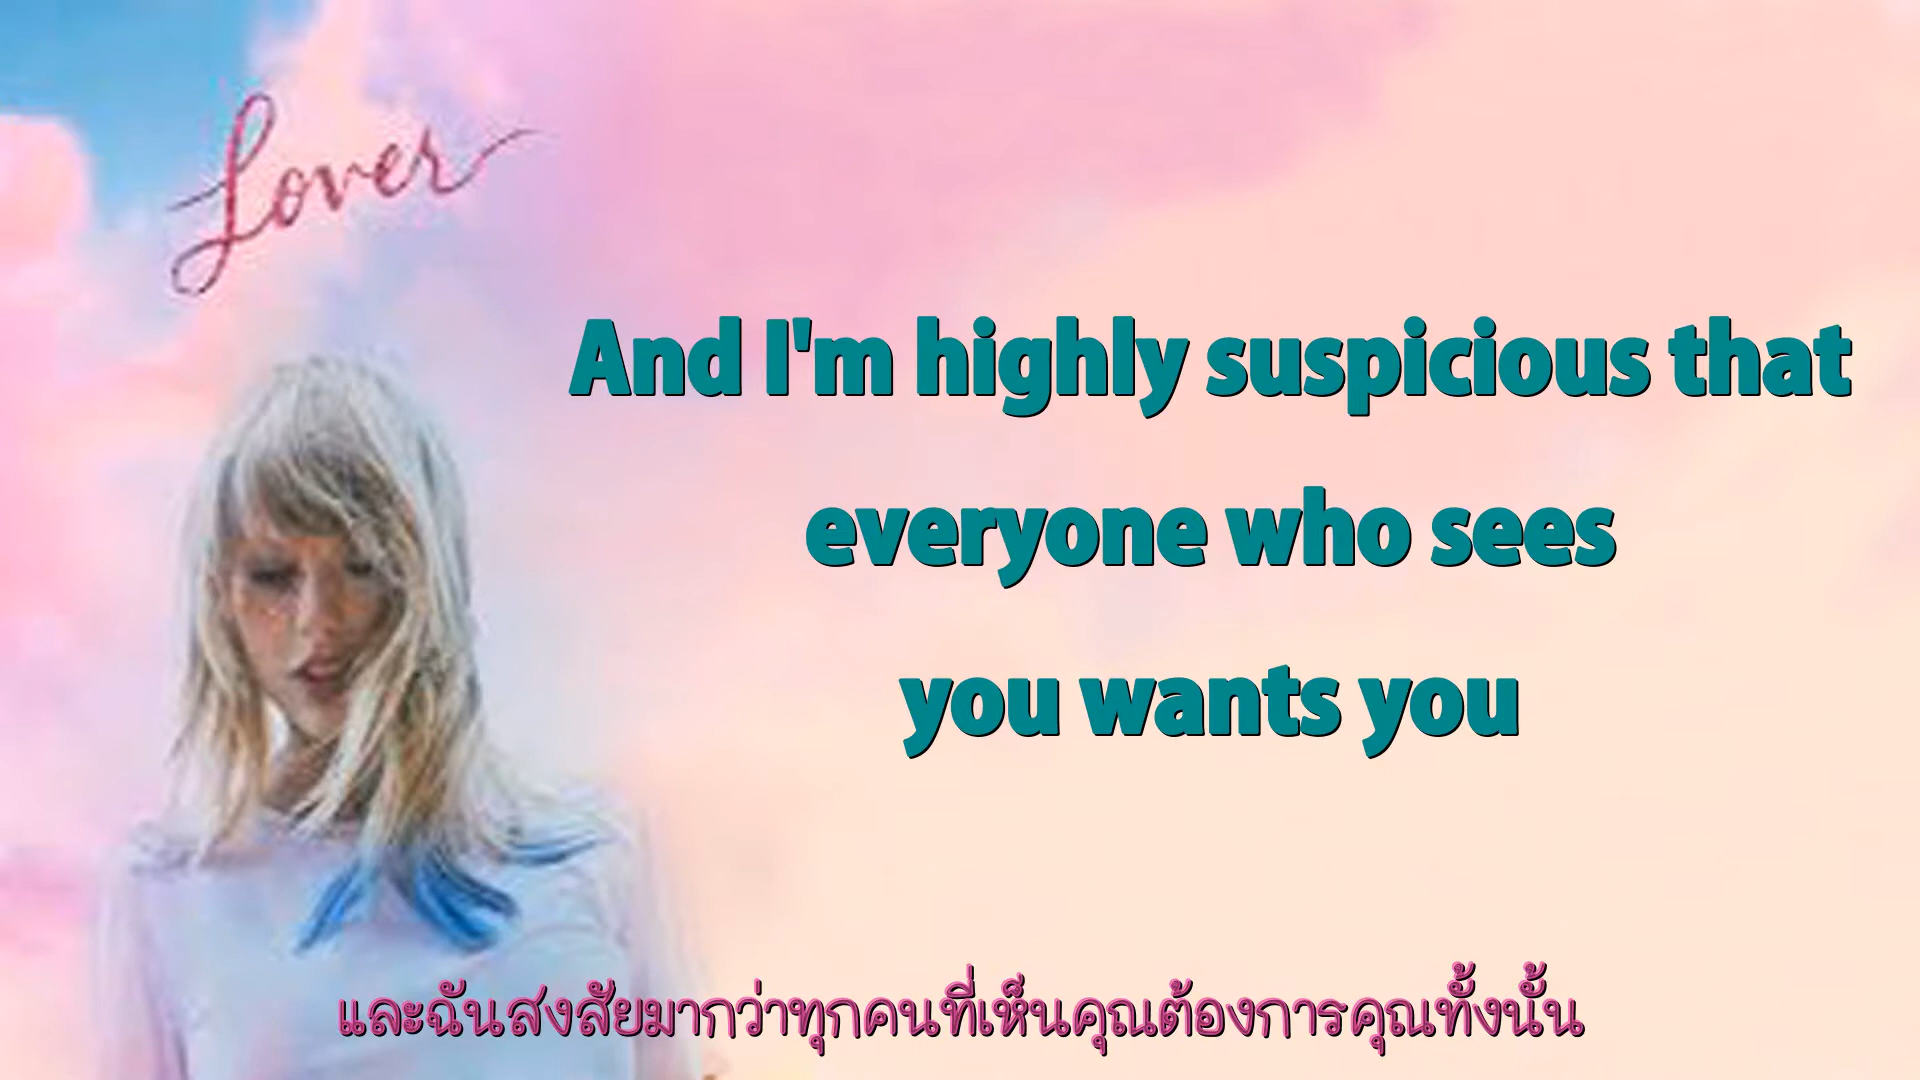 Lover
And I'm highly suspicious that
everyone who sees
you wants you
และฉันสงสัยมากว่าทุกคนที่เห็นคุณต้องการคุณทั้งนั้น